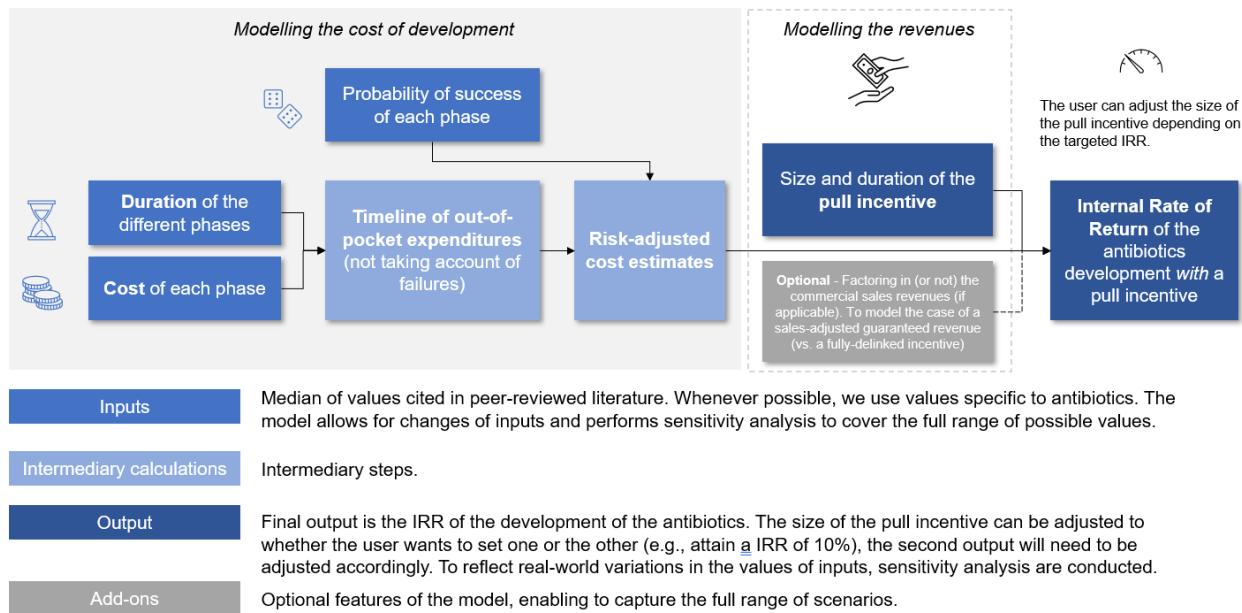 Modelling the cost of development
Modelling the revenues
Probability of success
of each phase
The user can adjust the size of
the pull incentive depending on
the targeted IRR.
Duration of the
different phases
Cost of each phase
Timeline of out-of-
pocket expenditures
(not taking account of
failures)
Risk-adjusted
cost estimates
Size and duration of the
pull incentive
Optional - Factoring in (or not) the
commercial sales revenues (if
applicable). To model the case of a
sales-adjusted guaranteed revenue
(vs. a fully-delinked incentive)
Internal Rate of
Return of the
antibiotics
development with a
pull incentive
Inputs
Median of values cited in peer-reviewed literature. Whenever possible, we use values specific to antibiotics. The
model allows for changes of inputs and performs sensitivity analysis to cover the full range of possible values.
Intermediary calculations
Intermediary steps.
Output
Final output is the IRR of the development of the antibiotics. The size of the pull incentive can be adjusted to
whether the user wants to set one or the other (e.g., attain a IRR of 10%), the second output will need to be
adjusted accordingly. To reflect real-world variations in the values of inputs, sensitivity analysis are conducted.
Add-ons
Optional features of the model, enabling to capture the full range of scenarios.